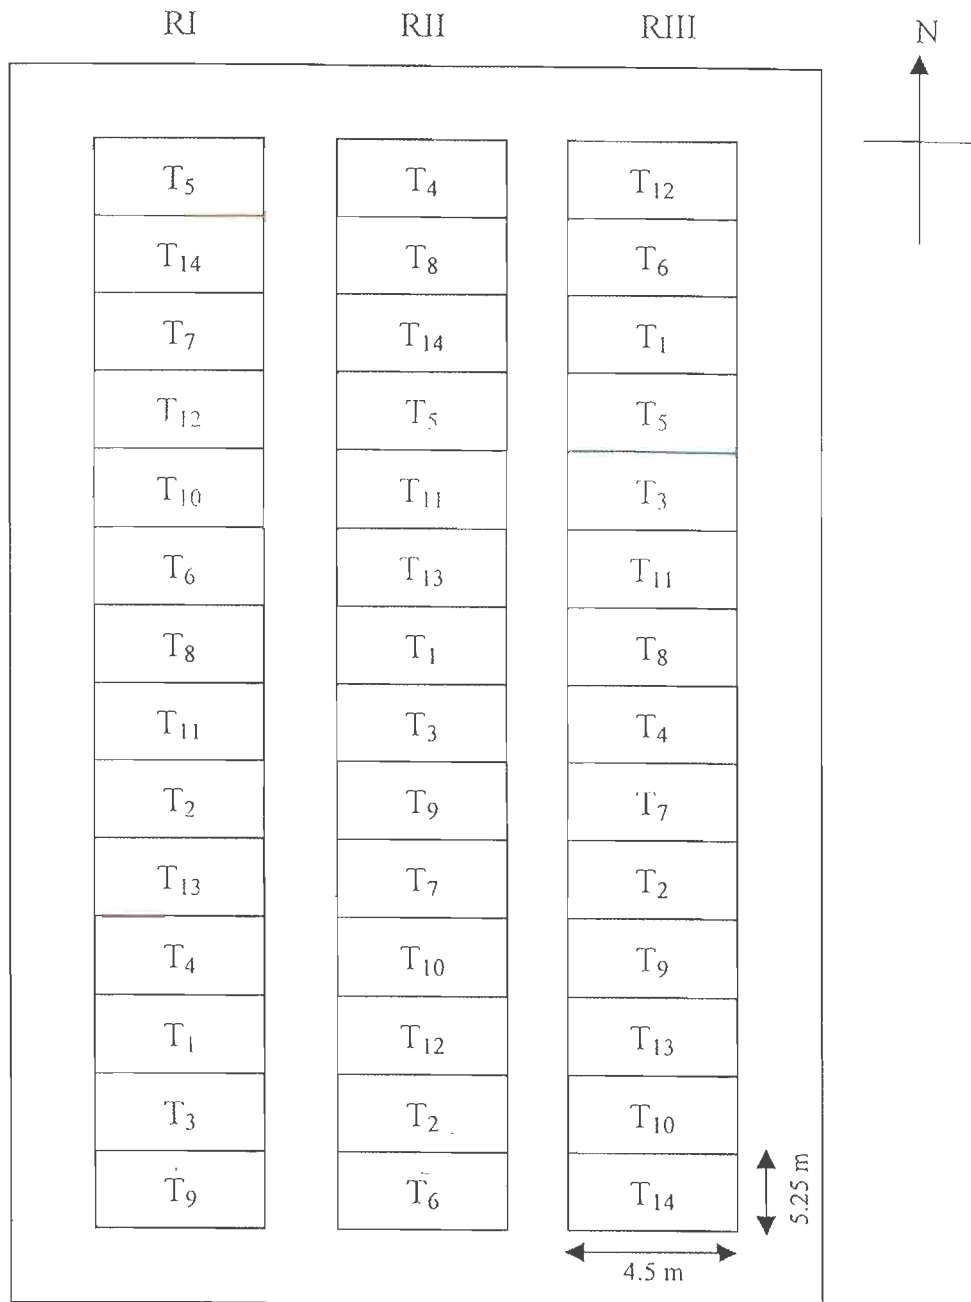 RI RII RIII N
T5 T4 T12
T14 T8 T6
T7 T14 T1
T12 T5 T5
T10 T11 T3
T6 T13 T11
T8 T1 T8
T11 T3 T4
T2 T9 T7
T13 T7 T2
T4 T10 T9
T1 T12 T13
T3 T2 T10
T9 T6 T14
5.25 m
4.5 m